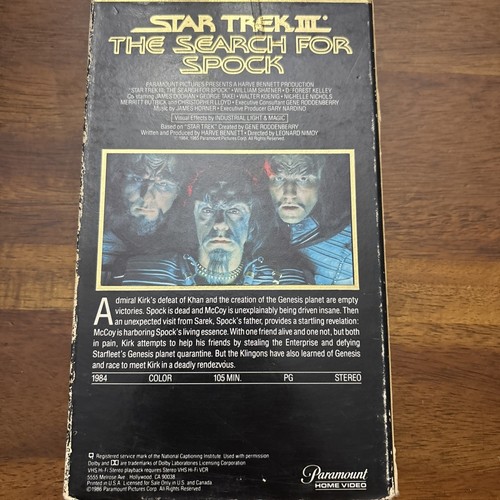 STAR TREK III
THE SEARCH FOR
SPOCK
PARAMOUNT PICTURES PRESENTS A HARVE BENNETT PRODUCTION
"STAR TREK III: THE SEARCH FOR SPOCK" • WILLIAM SHATNER • DeFOREST KELLEY
Co starring JAMES DOOHAN • GEORGE TAKEI • WALTER KOENIG • NICHELLE NICHOLS
MERRITT BUTRICK and CHRISTOPHER LLOYD • Executive Consultant GENE RODDENBERRY
Music by JAMES HORNER • Executive Producer GARY NARDINO
Visual Effects by INDUSTRIAL LIGHT & MAGIC
Based on "STAR TREK" Created by GENE RODDENBERRY
Written and Produced by HARVE BENNETT • Directed by LEONARD NIMOY
Paramount Pictures Corp. All Rights Reserved.
Admiral Kirk's defeat of Khan and the creation of the Genesis planet are empty
victories. Spock is dead and McCoy is unexplainably being driven insane. Then
an unexpected visit from Sarek, Spock's father, provides a startling revelation:
McCoy is harboring Spock's living essence. With one friend alive and one not, but both
in pain, Kirk attempts to help his friends by stealing the Enterprise and defying
Starfleet's Genesis planet quarantine. But the Klingons have also learned of Genesis
and race to meet Kirk in a deadly rendezvous.
1984 COLOR 105 MIN. PG STEREO
Registered service mark of the National Captioning Institute. Used with permission
Dolby and DD are trademarks of Dolby Laboratories Licensing Corporation
VHS Hi-Fi Stereo playback requires Stereo VHS Hi-Fi VCR
5555 Melrose Ave., Hollywood, CA 90038
Printed in U.S.A. Licensed for Sale Only in U.S. and Canada
©1986 Paramount Pictures Corp. All Rights Reserved.
Paramount
HOME VIDEO